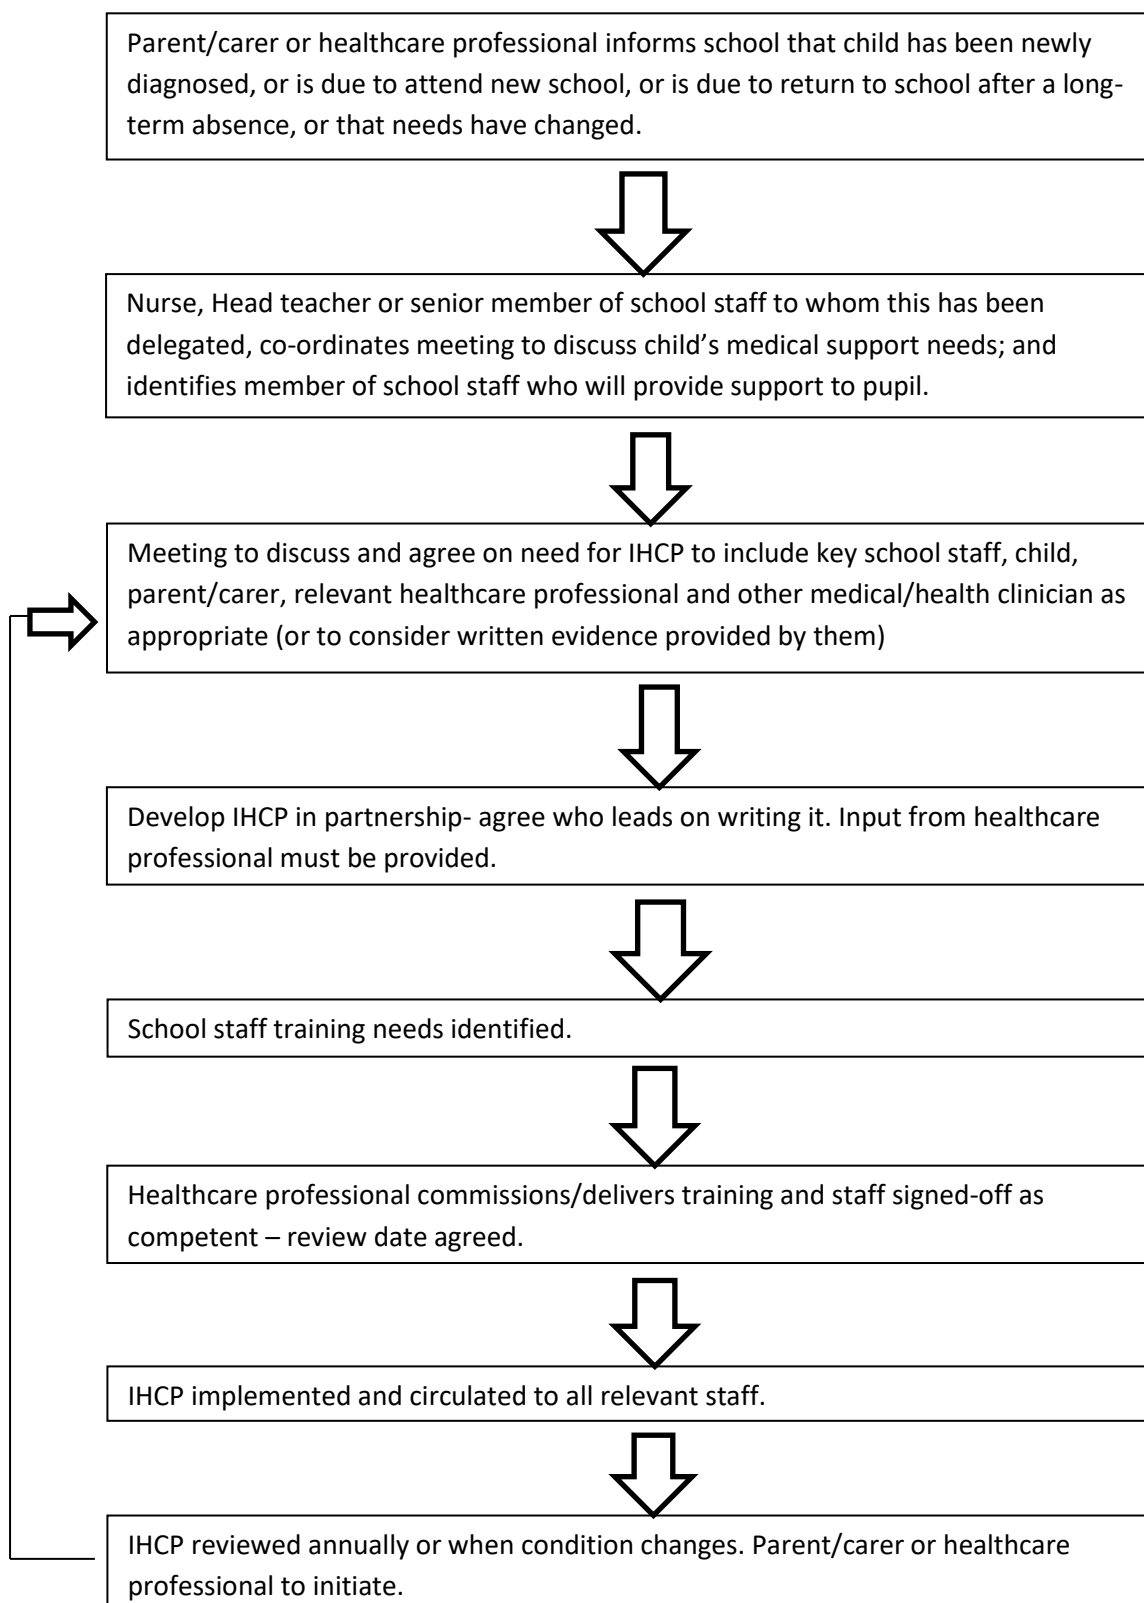 Parent/carer or healthcare professional informs school that child has been newly
diagnosed, or is due to attend new school, or is due to return to school after a long-
term absence, or that needs have changed.
Nurse, Head teacher or senior member of school staff to whom this has been
delegated, co-ordinates meeting to discuss child’s medical support needs; and
identifies member of school staff who will provide support to pupil.
Meeting to discuss and agree on need for IHCP to include key school staff, child,
parent/carer, relevant healthcare professional and other medical/health clinician as
appropriate (or to consider written evidence provided by them)
Develop IHCP in partnership- agree who leads on writing it. Input from healthcare
professional must be provided.
School staff training needs identified.
Healthcare professional commissions/delivers training and staff signed-off as
competent – review date agreed.
IHCP implemented and circulated to all relevant staff.
IHCP reviewed annually or when condition changes. Parent/carer or healthcare
professional to initiate.